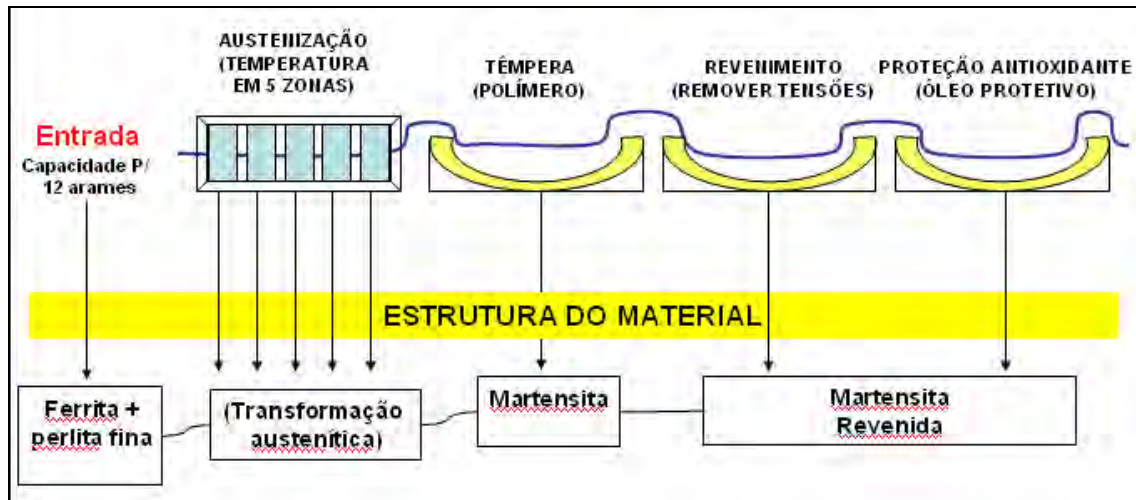 AUSTENIZAÇÃO
(TEMPERATURA
EM 5 ZONAS)
TÊMPERA
(POLÍMERO)
REVENIMENTO
(REMOVER TENSÕES)
PROTEÇÃO ANTIOXIDANTE
(ÓLEO PROTETIVO)
Entrada
Capacidade P/
12 arames
ESTRUTURA DO MATERIAL
Ferrita +
perlita fina
(Transformação
austenítica)
Martensita
Martensita
Revenida